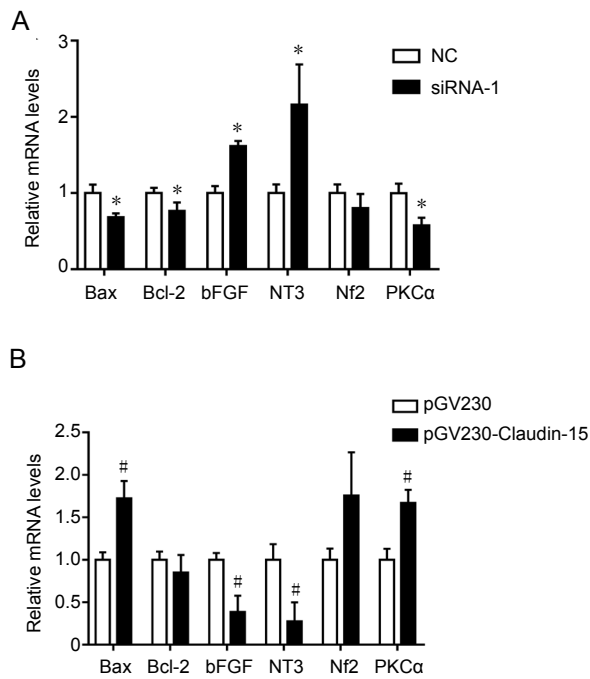 A
Relative mRNA levels
3
2
1
0
NC
siRNA-1
*
*
*
*
*
Bax Bcl-2 bFGF NT3 Nf2 PKCα
B
Relative mRNA levels
2.5
2.0
1.5
1.0
0.5
0
pGV230
pGV230-Claudin-15
#
#
#
#
Bax Bcl-2 bFGF NT3 Nf2 PKCα